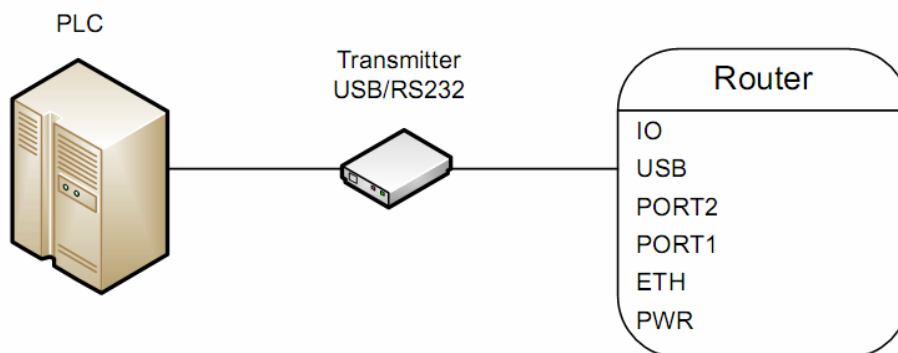 PLC
Transmitter
USB/RS232
Router
IO
USB
PORT2
PORT1
ETH
PWR